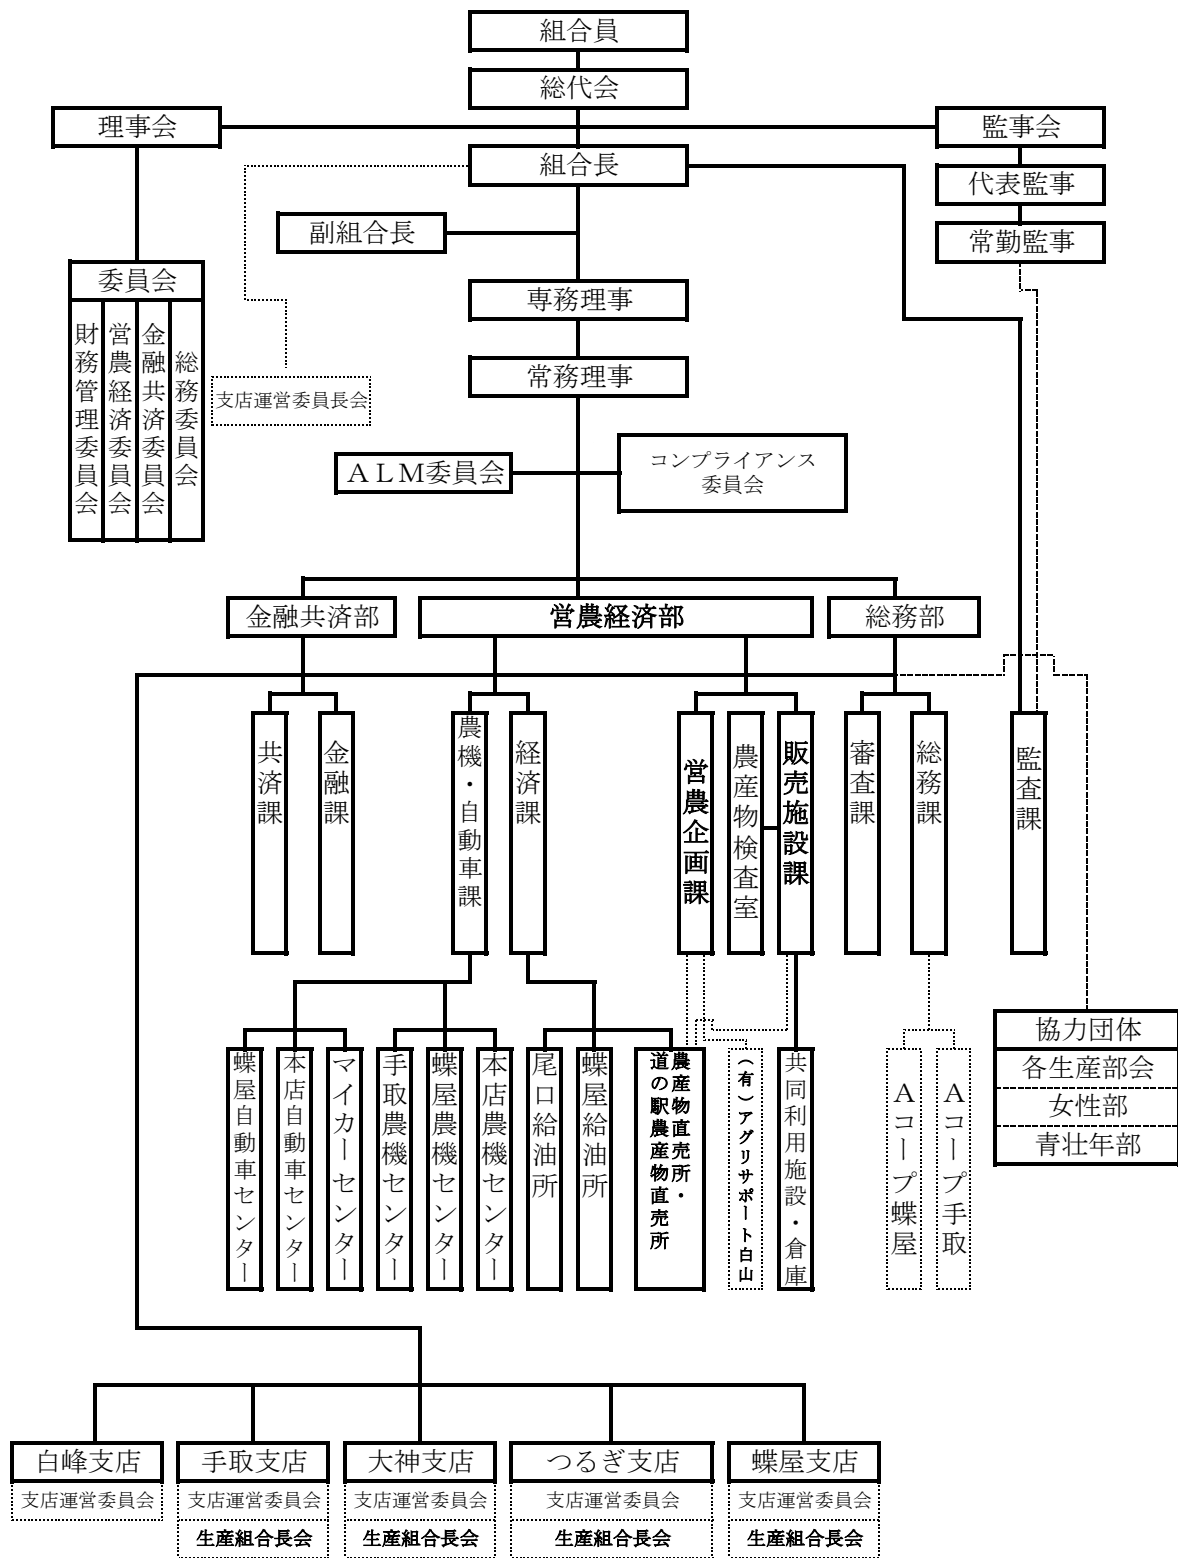 組合員
総代会
理事会
監事会
組合長
代表監事
副組合長
常勤監事
委員会
専務理事
財務管理委員会
営農経済委員会
金融共済委員会
総務委員会
常務理事
支店運営委員長会
ＡＬＭ委員会
コンプライアンス
委員会
金融共済部
営農経済部
総務部
共済課
金融課
農機・自動車課
経済課
営農企画課
農産物検査室
販売施設課
審査課
総務課
監査課
蝶屋自動車センター
本店自動車センター
マイカーセンター
手取農機センター
蝶屋農機センター
本店農機センター
尾口給油所
蝶屋給油所
農産物直売所・
道の駅農産物直売所
（有）アグリサポート白山
共同利用施設・倉庫
Ａコープ蝶屋
Ａコープ手取
協力団体
各生産部会
女性部
青壮年部
白峰支店
支店運営委員会
手取支店
支店運営委員会
生産組合長会
大神支店
支店運営委員会
生産組合長会
つるぎ支店
支店運営委員会
生産組合長会
蝶屋支店
支店運営委員会
生産組合長会